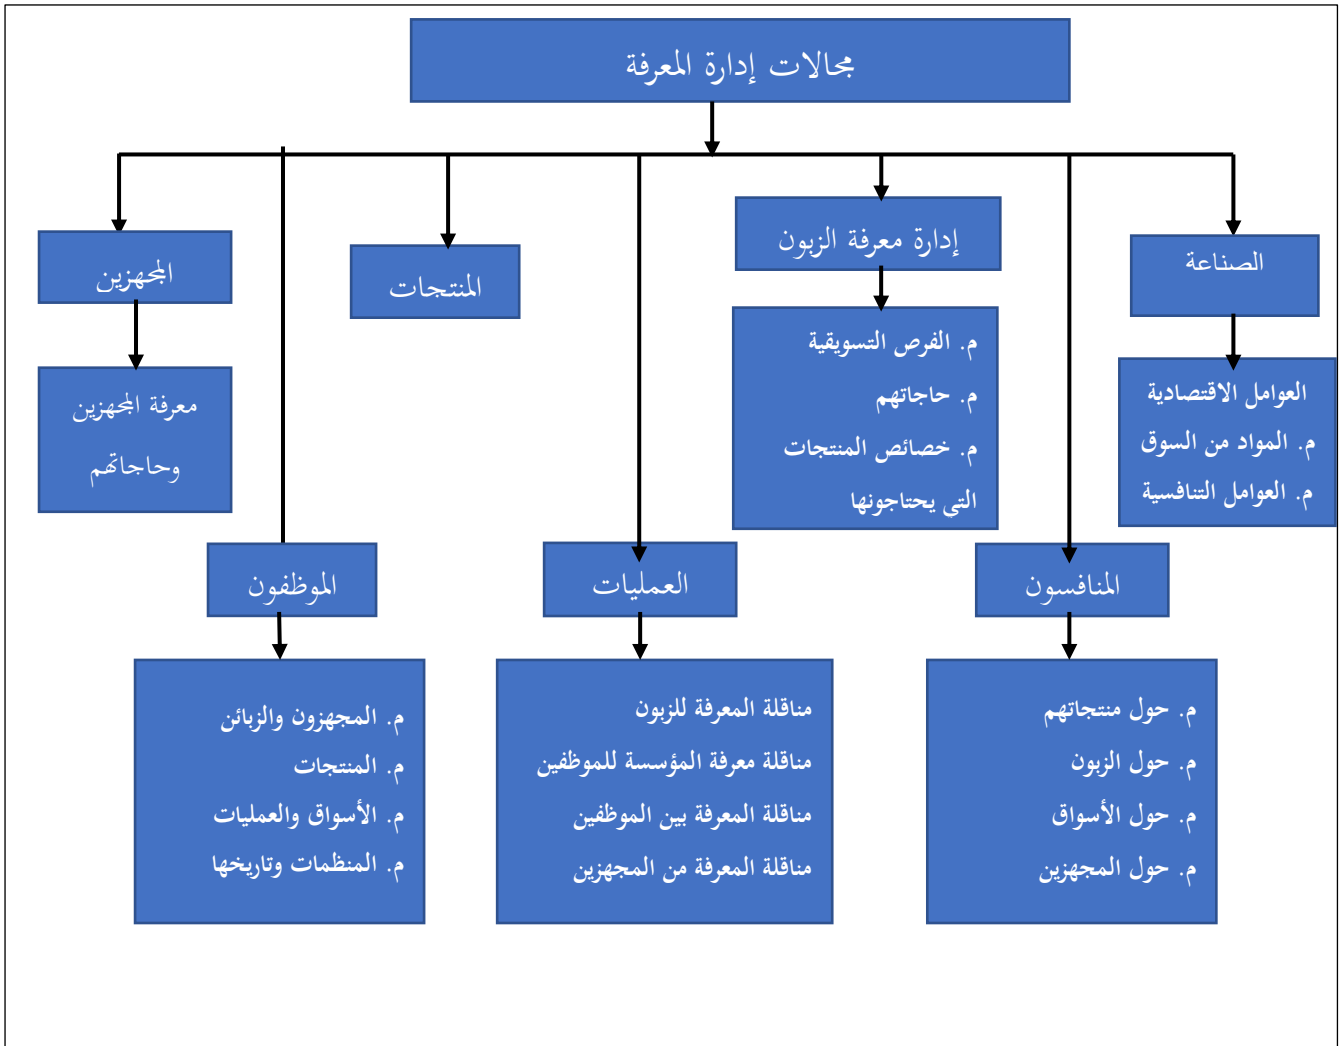 مجالات إدارة المعرفة
الصناعة
العوامل الاقتصادية
م. المواد من السوق
م. العوامل التنافسية
إدارة معرفة الزبون
م. الفرص التسويقية
م. حاجاتهم
م. خصائص المنتجات
التي يحتاجونها
المنتجات
المجهزين
معرفة المجهزين
وحاجاتهم
المنافسون
م. حول منتجاتهم
م. حول الزبون
م. حول الأسواق
م. حول المجهزين
العمليات
مناقلة المعرفة للزبون
مناقلة معرفة المؤسسة للموظفين
مناقلة المعرفة بين الموظفين
مناقلة المعرفة من المجهزين
الموظفون
م. المجهزون والزبائن
م. المنتجات
م. الأسواق والعمليات
م. المنظمات وتاريخها